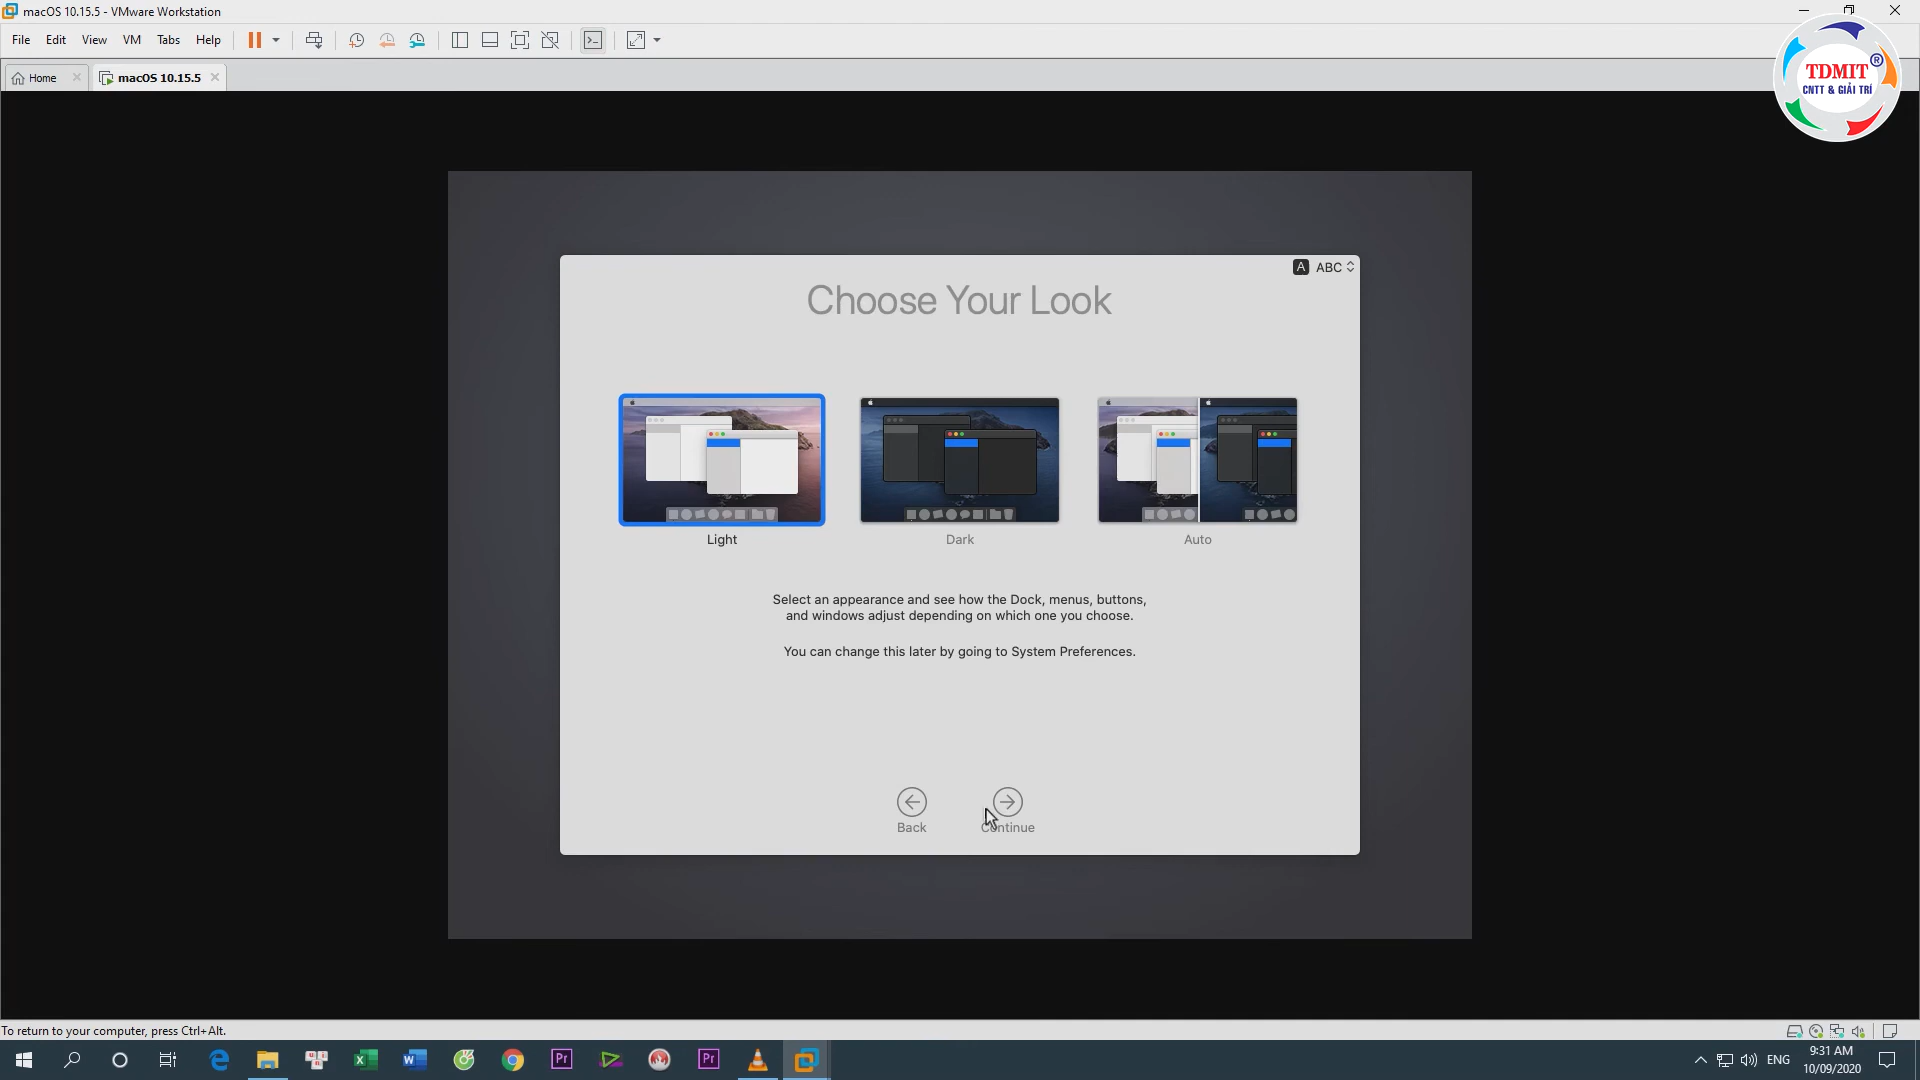 macOS 10.15.5 - VMware Workstation
File Edit View VM Tabs Help
Home
macOS 10.15.5
TDMIT ®
CNTT & GIẢI TRÍ
A ABC
Choose Your Look
Light Dark Auto
Select an appearance and see how the Dock, menus, buttons,
and windows adjust depending on which one you choose.
You can change this later by going to System Preferences.
Back Continue
To return to your computer, press Ctrl+Alt.
Pr Pr
ENG
9:31 AM
10/09/2020